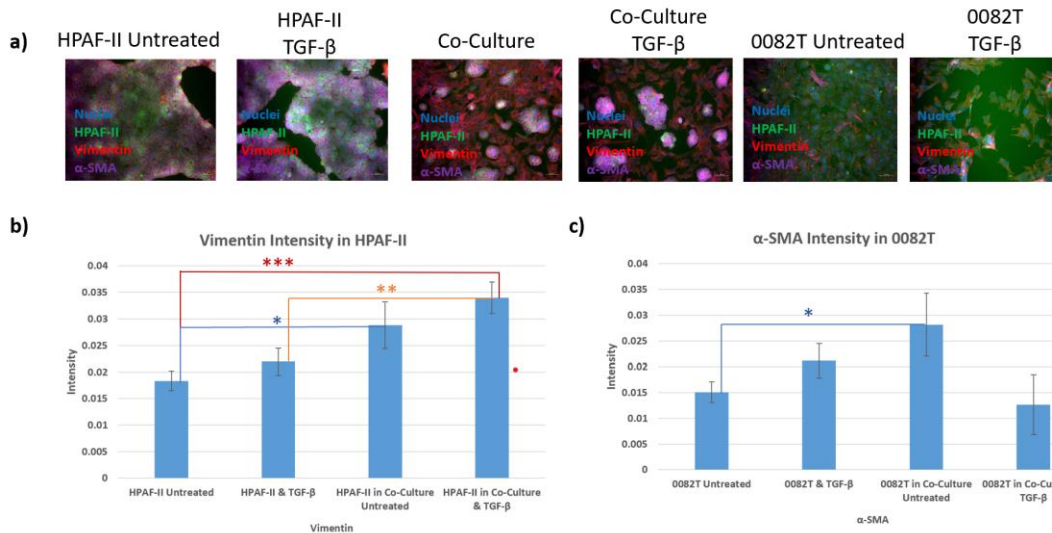 a)
HPAF-II Untreated
HPAF-II
TGF-β
Co-Culture
Co-Culture
TGF-β
0082T Untreated
0082T
TGF-β
Nuclei
HPAF-II
Vimentin
α-SMA
Nuclei
HPAF-II
Vimentin
α-SMA
Nuclei
HPAF-II
Vimentin
α-SMA
Nuclei
HPAF-II
Vimentin
α-SMA
Nuclei
HPAF-II
Vimentin
α-SMA
Nuclei
HPAF-II
Vimentin
α-SMA
b)
Vimentin Intensity in HPAF-II
0.04
0.035
0.03
0.025
0.02
0.015
0.01
0.005
0
Intensity
***
**
*
HPAF-II Untreated
HPAF-II & TGF-β
HPAF-II in Co-Culture
Untreated
HPAF-II in Co-Culture
& TGF-β
Vimentin
c)
α-SMA Intensity in 0082T
0.04
0.035
0.03
0.025
0.02
0.015
0.01
0.005
0
Intensity
*
0082T Untreated
0082T & TGF-β
0082T in Co-Culture
Untreated
0082T in Co-Cu
TGF-β
α-SMA